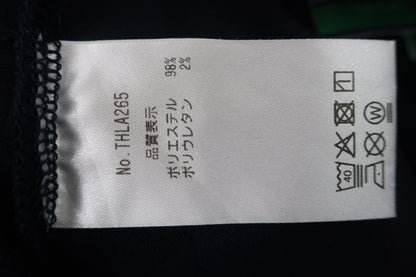 No. THLA265
品質表示
ポリエステル 98%
ポリウレタン 2%
40
W